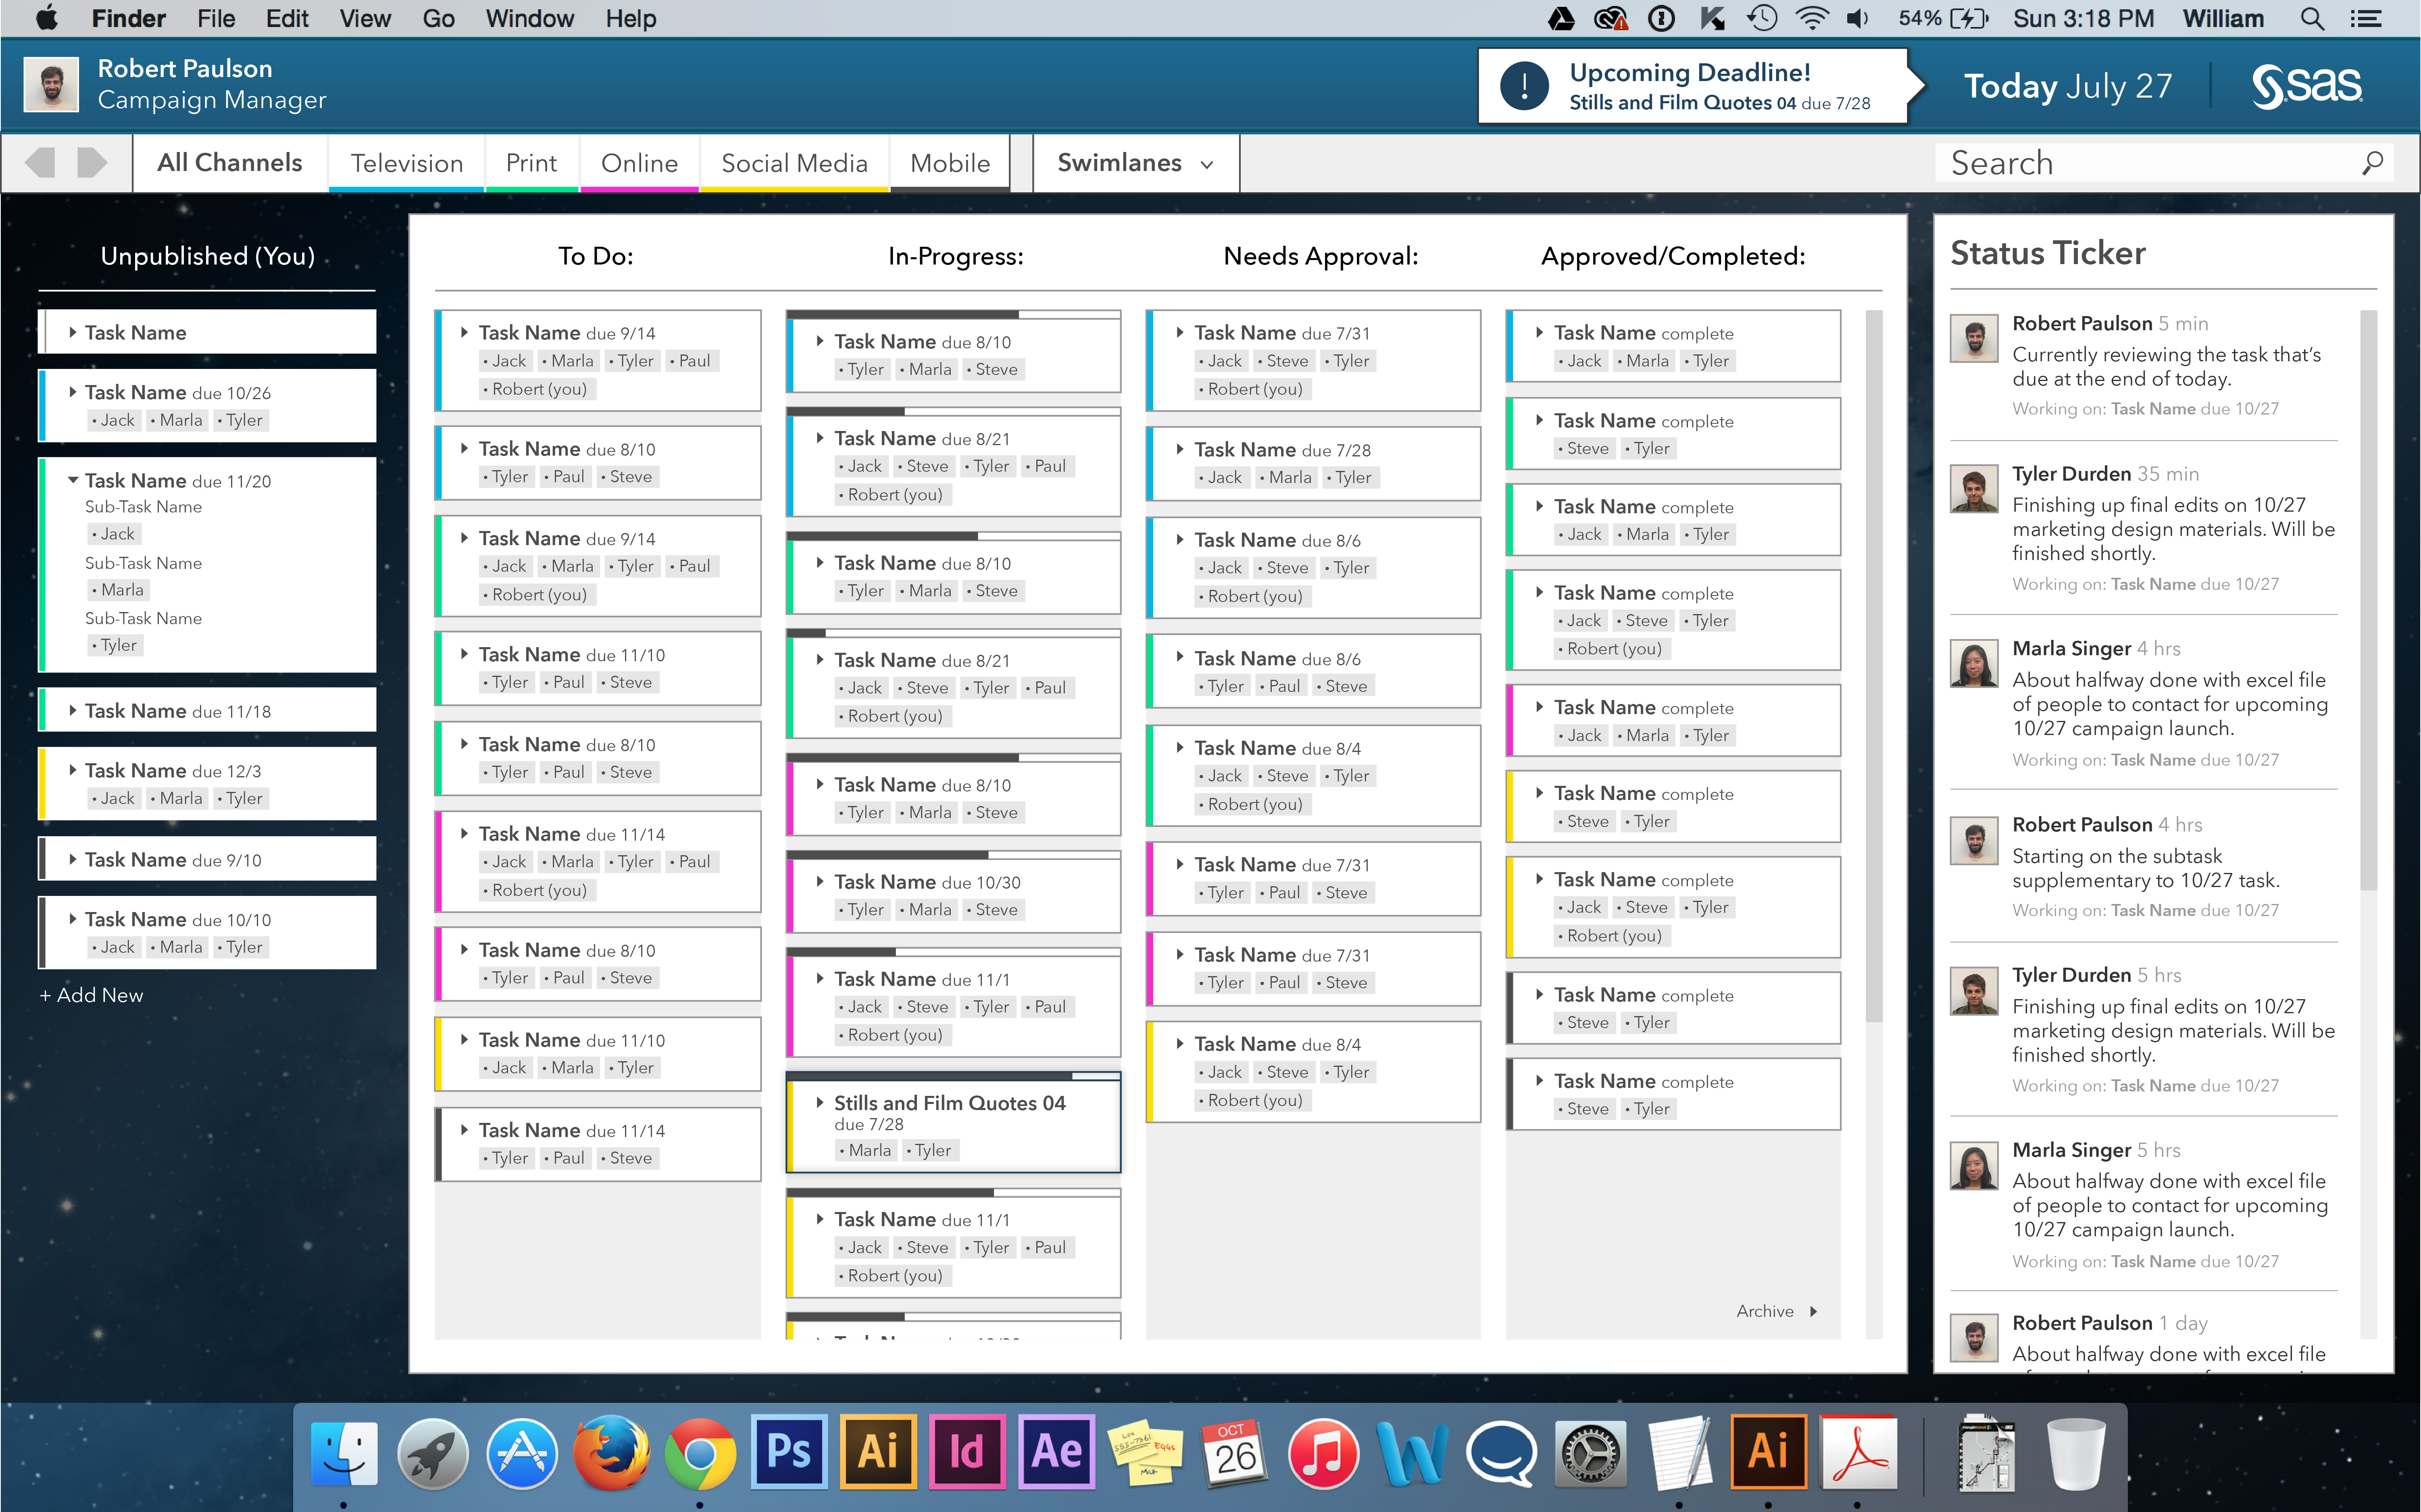 Finder File Edit View Go Window Help
54% Sun 3:18 PM William
Robert Paulson
Campaign Manager
Upcoming Deadline!
Stills and Film Quotes 04 due 7/28
Today July 27
sas
All Channels Television Print Online Social Media Mobile Swimlanes
Search
Unpublished (You)
Task Name
Task Name due 10/26
• Jack • Marla • Tyler
Task Name due 11/20
Sub-Task Name
• Jack
Sub-Task Name
• Marla
Sub-Task Name
• Tyler
Task Name due 11/18
Task Name due 12/3
• Jack • Marla • Tyler
Task Name due 9/10
Task Name due 10/10
• Jack • Marla • Tyler
+ Add New
To Do:
Task Name due 9/14
• Jack • Marla • Tyler • Paul
• Robert (you)
Task Name due 8/10
• Tyler • Paul • Steve
Task Name due 9/14
• Jack • Marla • Tyler • Paul
• Robert (you)
Task Name due 11/10
• Tyler • Paul • Steve
Task Name due 8/10
• Tyler • Paul • Steve
Task Name due 11/14
• Jack • Marla • Tyler • Paul
• Robert (you)
Task Name due 8/10
• Tyler • Paul • Steve
Task Name due 11/10
• Jack • Marla • Tyler
Task Name due 11/14
• Tyler • Paul • Steve
In-Progress:
Task Name due 8/10
• Tyler • Marla • Steve
Task Name due 8/21
• Jack • Steve • Tyler • Paul
• Robert (you)
Task Name due 8/10
• Tyler • Marla • Steve
Task Name due 8/21
• Jack • Steve • Tyler • Paul
• Robert (you)
Task Name due 8/10
• Tyler • Marla • Steve
Task Name due 10/30
• Tyler • Marla • Steve
Task Name due 11/1
• Jack • Steve • Tyler • Paul
• Robert (you)
Stills and Film Quotes 04
due 7/28
• Marla • Tyler
Task Name due 11/1
• Jack • Steve • Tyler • Paul
• Robert (you)
Needs Approval:
Task Name due 7/31
• Jack • Steve • Tyler
• Robert (you)
Task Name due 7/28
• Jack • Marla • Tyler
Task Name due 8/6
• Jack • Steve • Tyler
• Robert (you)
Task Name due 8/6
• Tyler • Paul • Steve
Task Name due 8/4
• Jack • Steve • Tyler
• Robert (you)
Task Name due 7/31
• Tyler • Paul • Steve
Task Name due 7/31
• Tyler • Paul • Steve
Task Name due 8/4
• Jack • Steve • Tyler
• Robert (you)
Approved/Completed:
Task Name complete
• Jack • Marla • Tyler
Task Name complete
• Steve • Tyler
Task Name complete
• Jack • Marla • Tyler
Task Name complete
• Jack • Steve • Tyler
• Robert (you)
Task Name complete
• Jack • Marla • Tyler
Task Name complete
• Steve • Tyler
Task Name complete
• Jack • Steve • Tyler
• Robert (you)
Task Name complete
• Steve • Tyler
Task Name complete
• Steve • Tyler
Archive
Status Ticker
Robert Paulson 5 min
Currently reviewing the task that's
due at the end of today.
Working on: Task Name due 10/27
Tyler Durden 35 min
Finishing up final edits on 10/27
marketing design materials. Will be
finished shortly.
Working on: Task Name due 10/27
Marla Singer 4 hrs
About halfway done with excel file
of people to contact for upcoming
10/27 campaign launch.
Working on: Task Name due 10/27
Robert Paulson 4 hrs
Starting on the subtask
supplementary to 10/27 task.
Working on: Task Name due 10/27
Tyler Durden 5 hrs
Finishing up final edits on 10/27
marketing design materials. Will be
finished shortly.
Working on: Task Name due 10/27
Marla Singer 5 hrs
About halfway done with excel file
of people to contact for upcoming
10/27 campaign launch.
Working on: Task Name due 10/27
Robert Paulson 1 day
About halfway done with excel file
Ps Ai Id Ae EGGS MILK OCT 26 W Ai